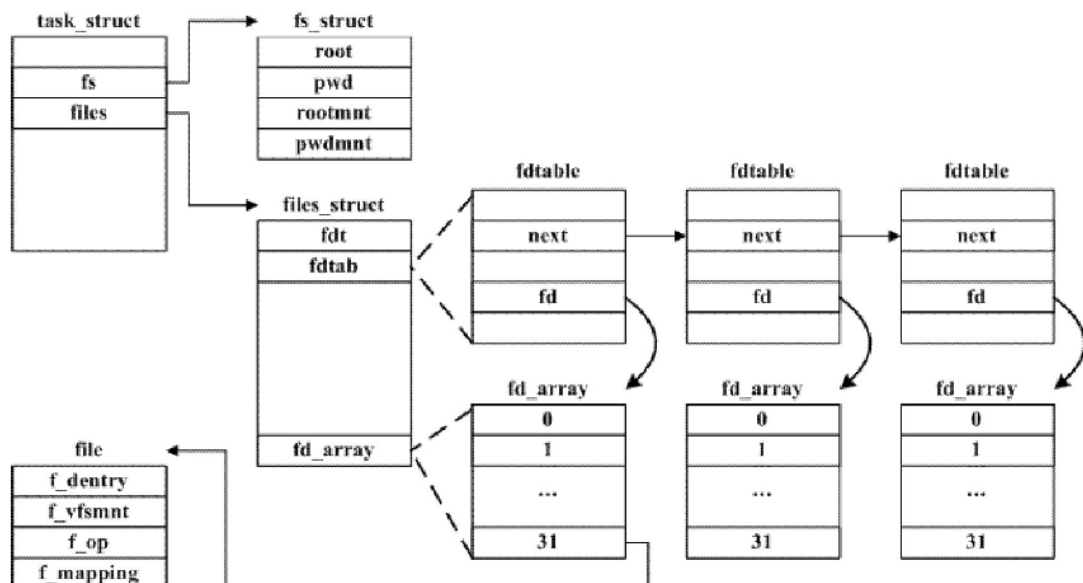 task_struct
fs
files
fs_struct
root
pwd
rootmnt
pwdmnt
files_struct
fdt
fdtab
fd_array
fdtable
next
fd
fdtable
next
fd
fdtable
next
fd
fd_array
0
1
...
31
fd_array
0
1
...
31
fd_array
0
1
...
31
file
f_dentry
f_vfsmnt
f_op
f_mapping